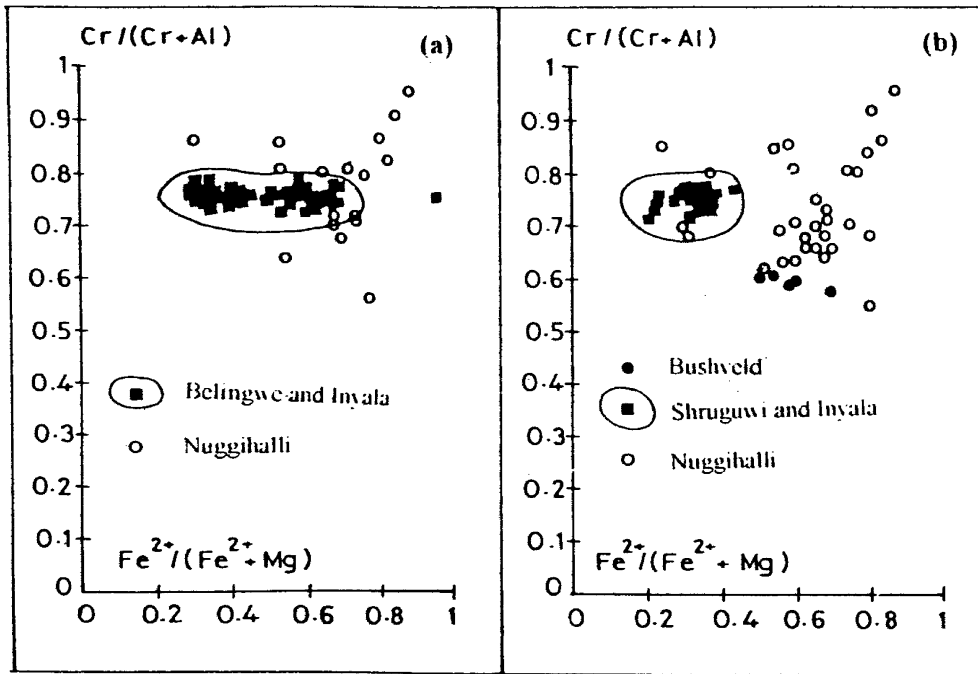 Cr/(Cr+Al)
(a)
1
0.9
0.8
0.7
0.6
0.5
0.4
0.3
0.2
0.1
0
Belingwe and Inyala
Nuggihalli
Fe2+/(Fe2++Mg)
0 0.2 0.4 0.6 0.8 1
Cr/(Cr+Al)
(b)
1
0.9
0.8
0.7
0.6
0.5
0.4
0.3
0.2
0.1
0
Bushveld
Shruguwi and Inyala
Nuggihalli
Fe2+/(Fe2++Mg)
0 0.2 0.4 0.6 0.8 1